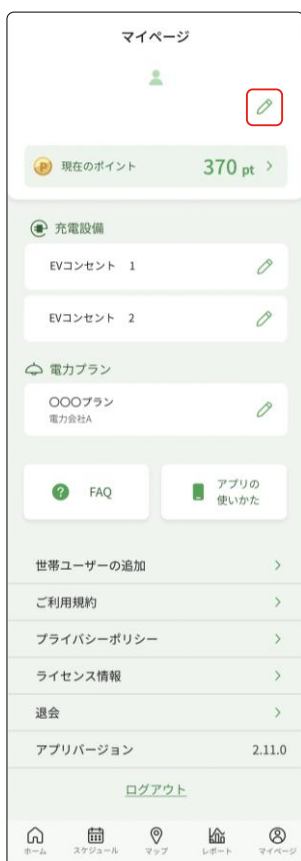 マイページ
現在のポイント 370 pt
充電設備
EVコンセント 1
EVコンセント 2
電力プラン
〇〇〇プラン
電力会社A
FAQ
アプリの
使いかた
世帯ユーザーの追加
ご利用規約
プライバシーポリシー
ライセンス情報
退会
アプリバージョン 2.11.0
ログアウト
ホーム スケジュール マップ レポート マイページ